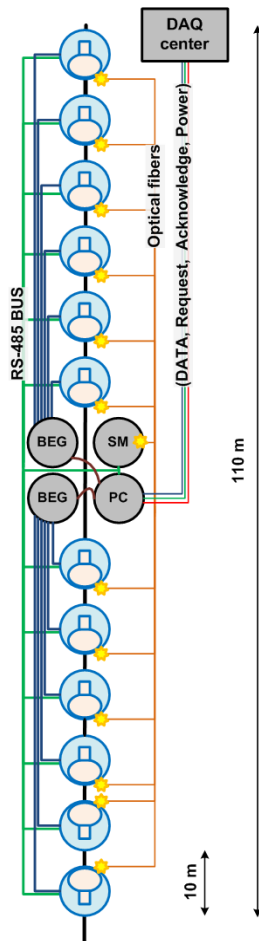 DAQ
center
Optical fibers
(DATA, Request, Acknowledge, Power)
RS-485 BUS
BEG
SM
BEG
PC
110 m
10 m